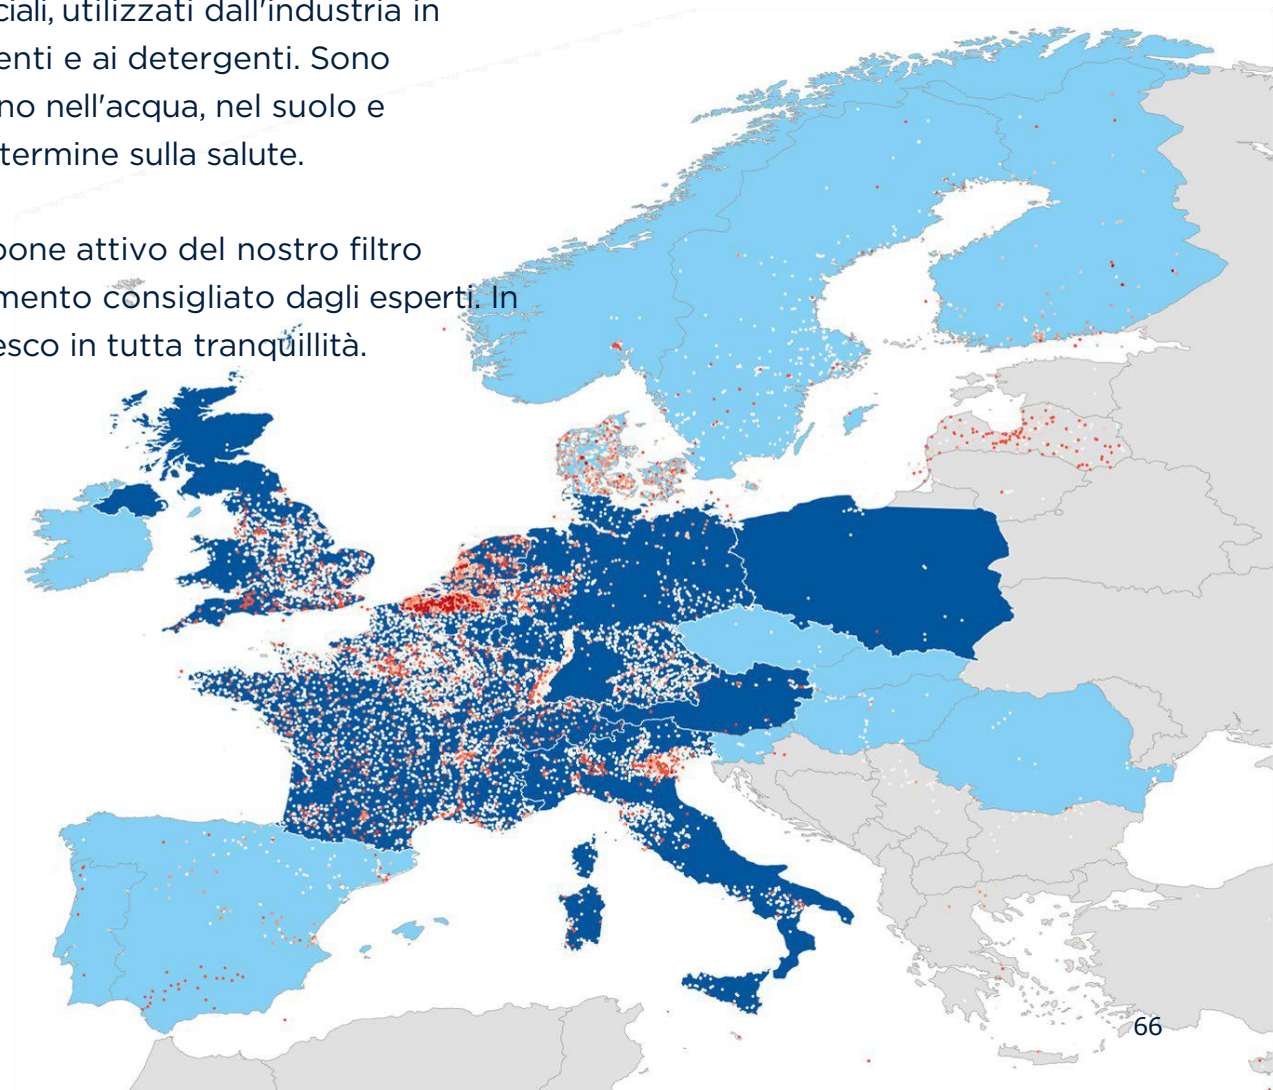 ciali, utilizzati dall'industria in
enti e ai detergenti. Sono
no nell'acqua, nel suolo e
termine sulla salute.
bone attivo del nostro filtro
mento consigliato dagli esperti. In
esco in tutta tranquillità.
66